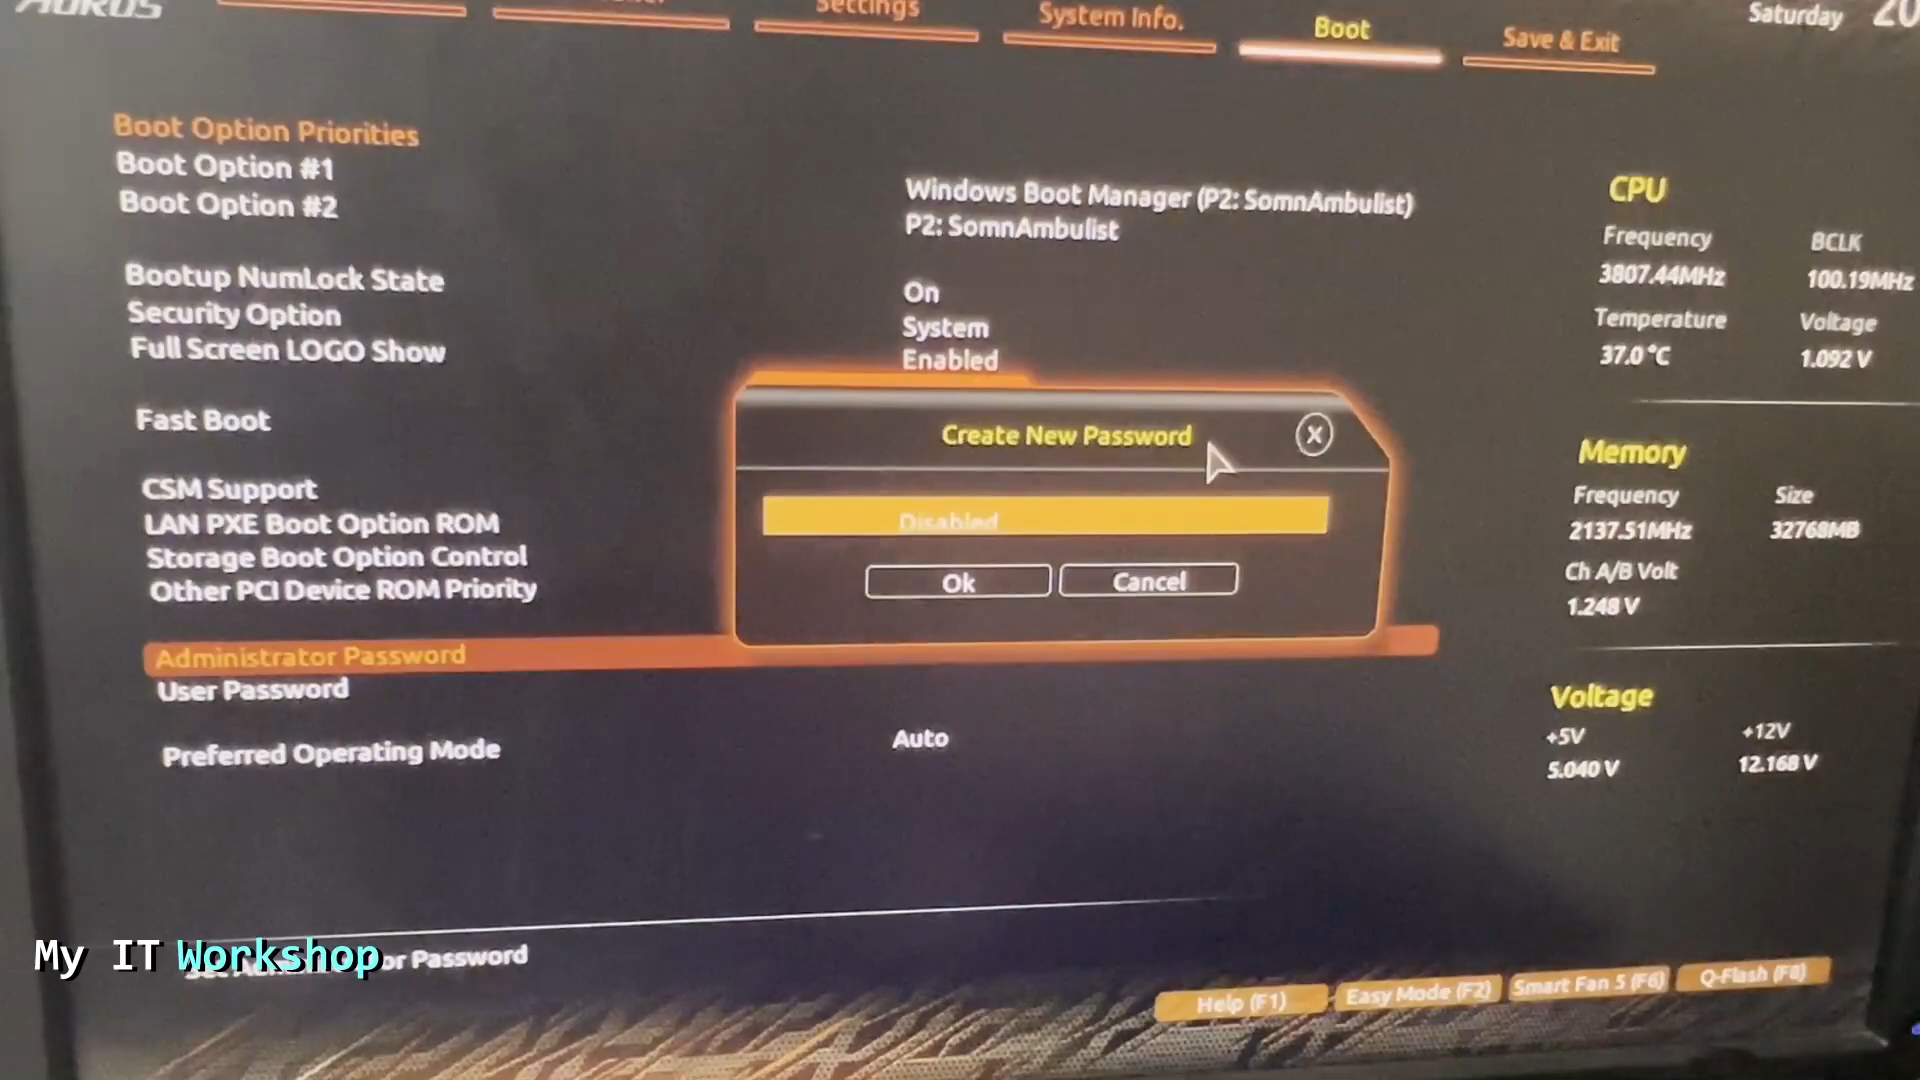 AORUS
Settings
System Info.
Boot
Save & Exit
Saturday
20
Boot Option Priorities
Boot Option #1
Windows Boot Manager (P2: SomnAmbulist)
Boot Option #2
P2: SomnAmbulist
Bootup NumLock State
On
Security Option
System
Full Screen LOGO Show
Enabled
Fast Boot
CSM Support
LAN PXE Boot Option ROM
Storage Boot Option Control
Other PCI Device ROM Priority
Create New Password
X
Disabled
Ok
Cancel
Administrator Password
User Password
Preferred Operating Mode
Auto
CPU
Frequency
BCLK
3807.44MHz
100.19MHz
Temperature
Voltage
37.0 °C
1.092 V
Memory
Frequency
Size
2137.51MHz
32768MB
Ch A/B Volt
1.248 V
Voltage
+5V
+12V
5.040 V
12.168 V
My IT Workshop
or Password
Help (F1)
Easy Mode (F2)
Smart Fan 5 (F6)
Q-Flash (F8)